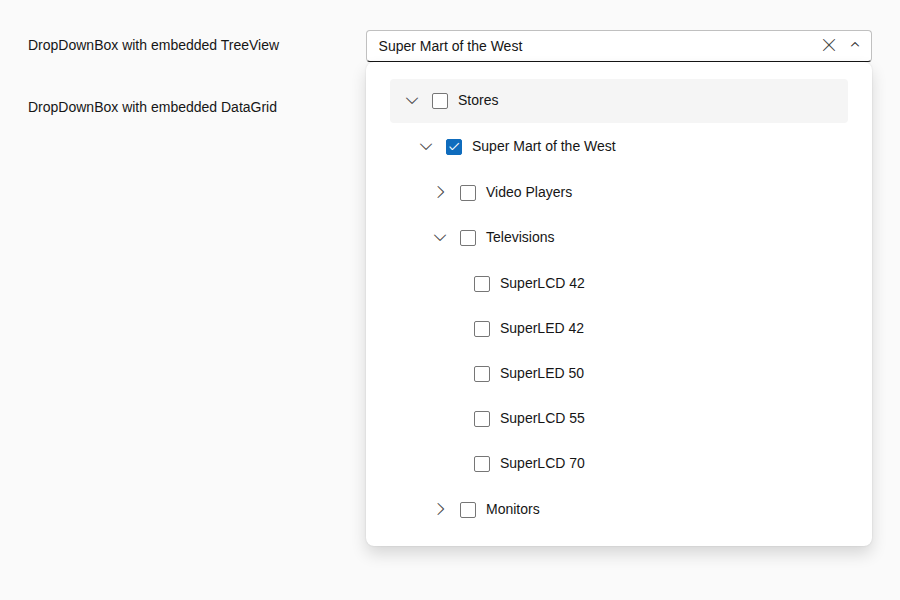 DropDownBox with embedded TreeView
Super Mart of the West
DropDownBox with embedded DataGrid
Stores
Super Mart of the West
Video Players
Televisions
SuperLCD 42
SuperLED 42
SuperLED 50
SuperLCD 55
SuperLCD 70
Monitors